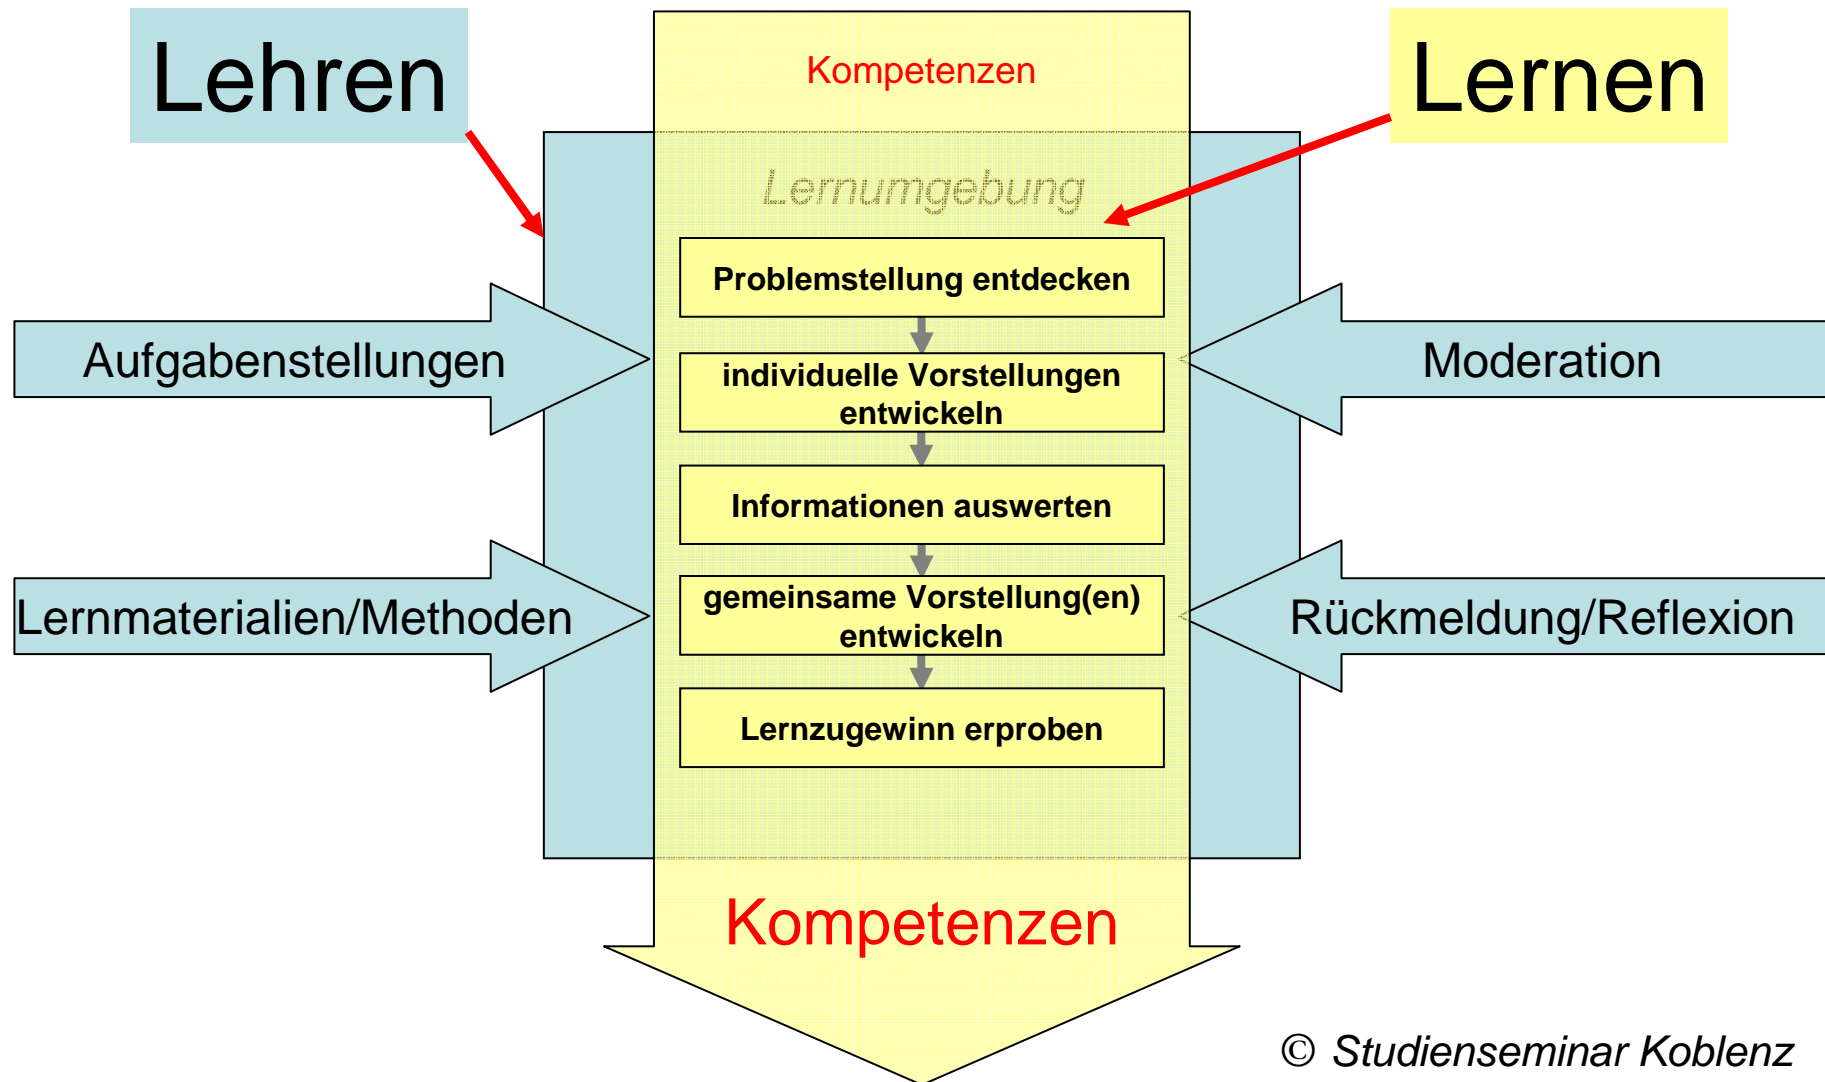 Lehren
Kompetenzen
Lernen
Lernumgebung
Problemstellung entdecken
Aufgabenstellungen
individuelle Vorstellungen
entwickeln
Moderation
Informationen auswerten
Lernmaterialien/Methoden
gemeinsame Vorstellung(en)
entwickeln
Rückmeldung/Reflexion
Lernzugewinn erproben
Kompetenzen
© Studienseminar Koblenz